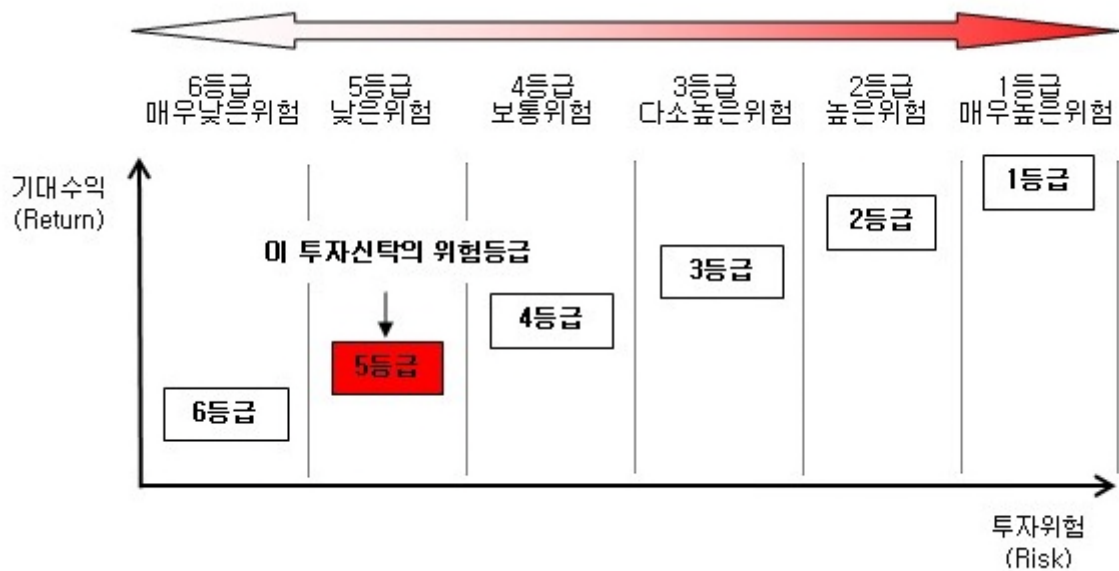 6등급 5등급 4등급 3등급 2등급 1등급
매우낮은위험 낮은위험 보통위험 다소높은위험 높은위험 매우높은위험
기대수익
(Return)
1등급
2등급
이 투자신탁의 위험등급
3등급
4등급
5등급
6등급
투자위험
(Risk)